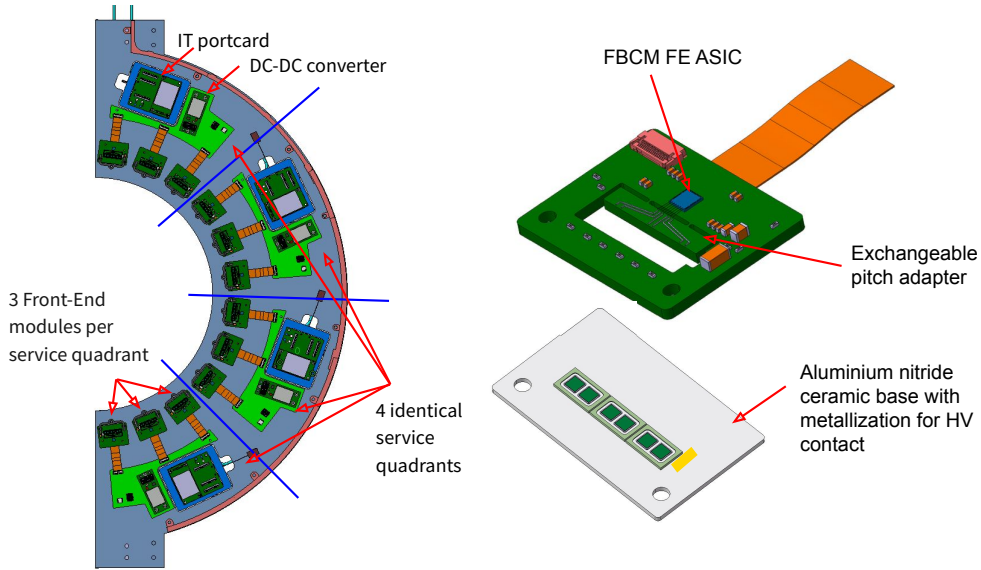 IT portcard
DC-DC converter
3 Front-End
modules per
service quadrant
4 identical
service
quadrants
FBCM FE ASIC
Exchangeable
pitch adapter
Aluminium nitride
ceramic base with
metallization for HV
contact